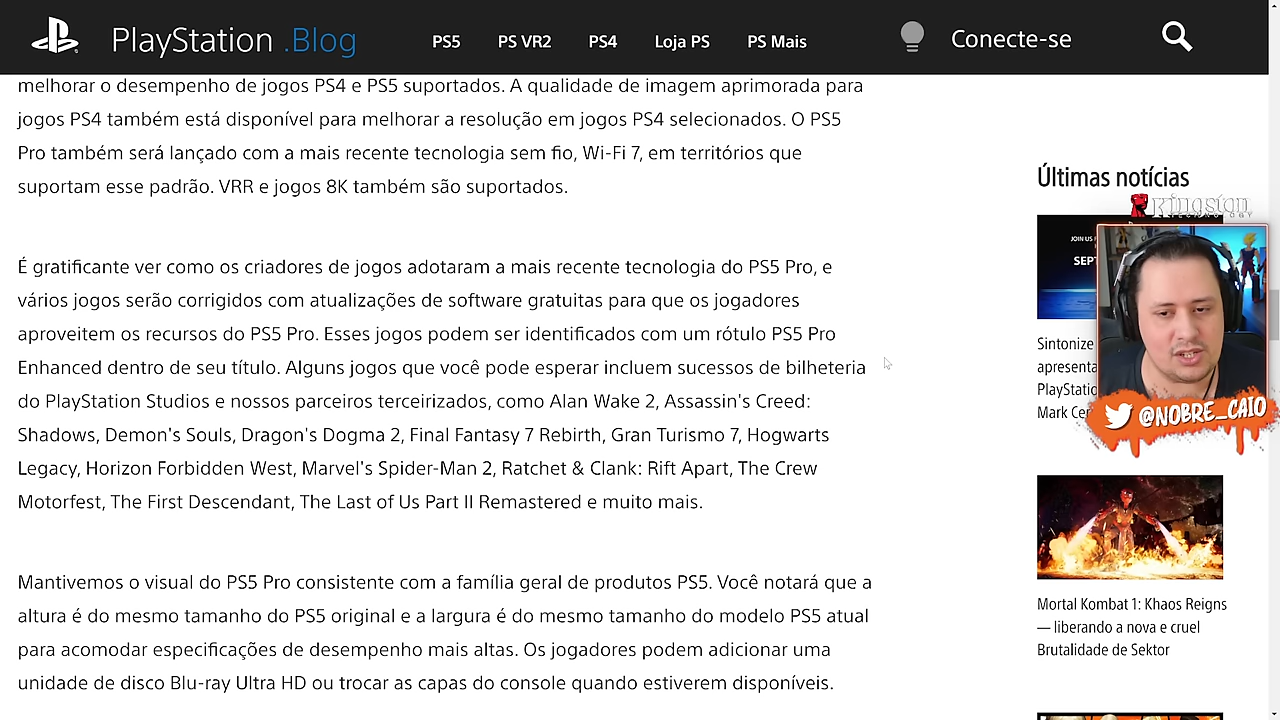 PlayStation .Blog
PS5
PS VR2
PS4
Loja PS
PS Mais
Conecte-se
melhorar o desempenho de jogos PS4 e PS5 suportados. A qualidade de imagem aprimorada para
jogos PS4 também está disponível para melhorar a resolução em jogos PS4 selecionados. O PS5
Pro também será lançado com a mais recente tecnologia sem fio, Wi-Fi 7, em territórios que
suportam esse padrão. VRR e jogos 8K também são suportados.
É gratificante ver como os criadores de jogos adotaram a mais recente tecnologia do PS5 Pro, e
vários jogos serão corrigidos com atualizações de software gratuitas para que os jogadores
aproveitem os recursos do PS5 Pro. Esses jogos podem ser identificados com um rótulo PS5 Pro
Enhanced dentro de seu título. Alguns jogos que você pode esperar incluem sucessos de bilheteria
do PlayStation Studios e nossos parceiros terceirizados, como Alan Wake 2, Assassin's Creed:
Shadows, Demon's Souls, Dragon's Dogma 2, Final Fantasy 7 Rebirth, Gran Turismo 7, Hogwarts
Legacy, Horizon Forbidden West, Marvel's Spider-Man 2, Ratchet & Clank: Rift Apart, The Crew
Motorfest, The First Descendant, The Last of Us Part II Remastered e muito mais.
Mantivemos o visual do PS5 Pro consistente com a família geral de produtos PS5. Você notará que a
altura é do mesmo tamanho do PS5 original e a largura é do mesmo tamanho do modelo PS5 atual
para acomodar especificações de desempenho mais altas. Os jogadores podem adicionar uma
unidade de disco Blu-ray Ultra HD ou trocar as capas do console quando estiverem disponíveis.
Últimas notícias
Kingston
TECHNOLOGY
JOIN US
SEPT
Sintonize
apresenta
PlayStatio
Mark Cer
@NOBRE_CAIO
Mortal Kombat 1: Khaos Reigns
— liberando a nova e cruel
Brutalidade de Sektor